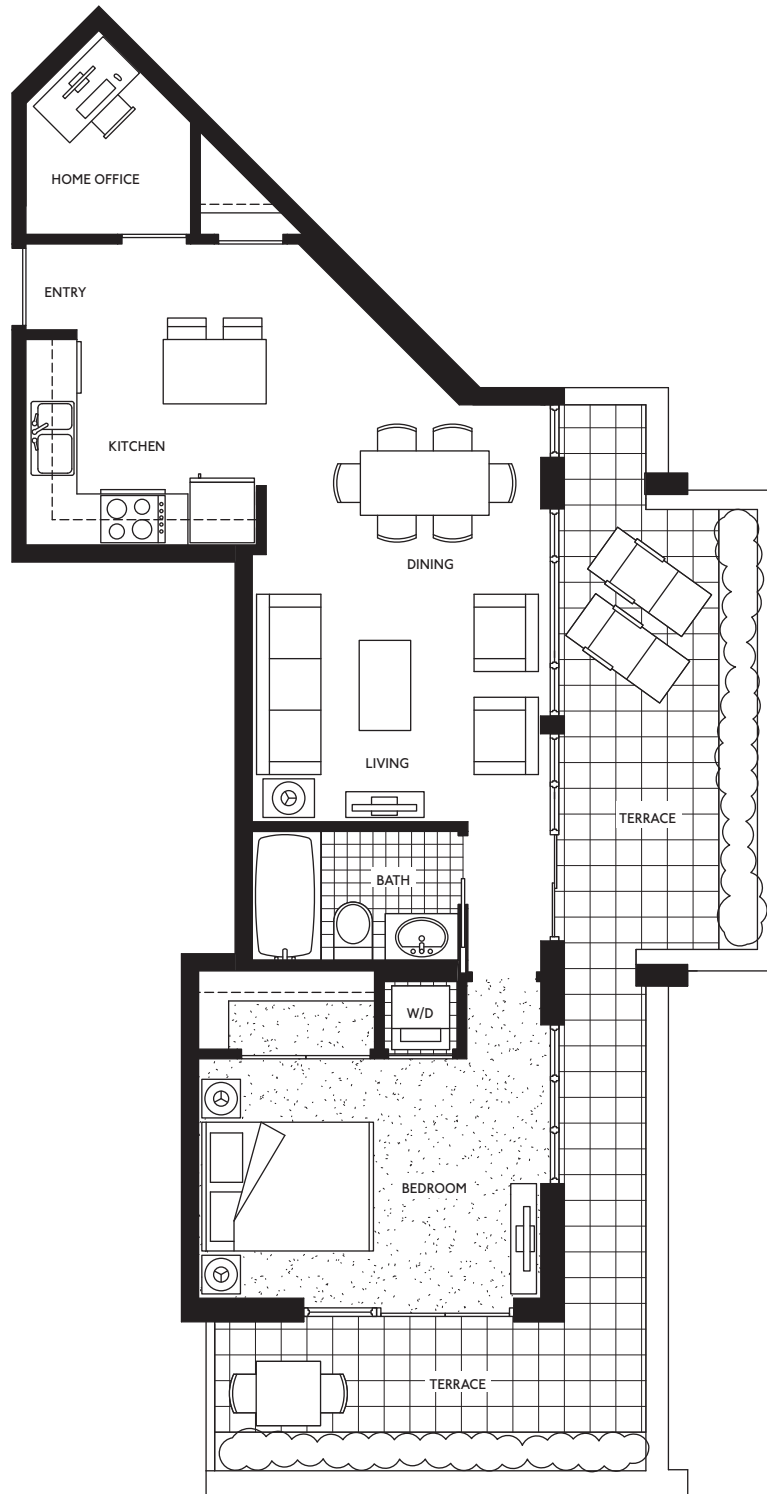 HOME OFFICE
ENTRY
KITCHEN
DINING
LIVING
TERRACE
BATH
W/D
BEDROOM
TERRACE